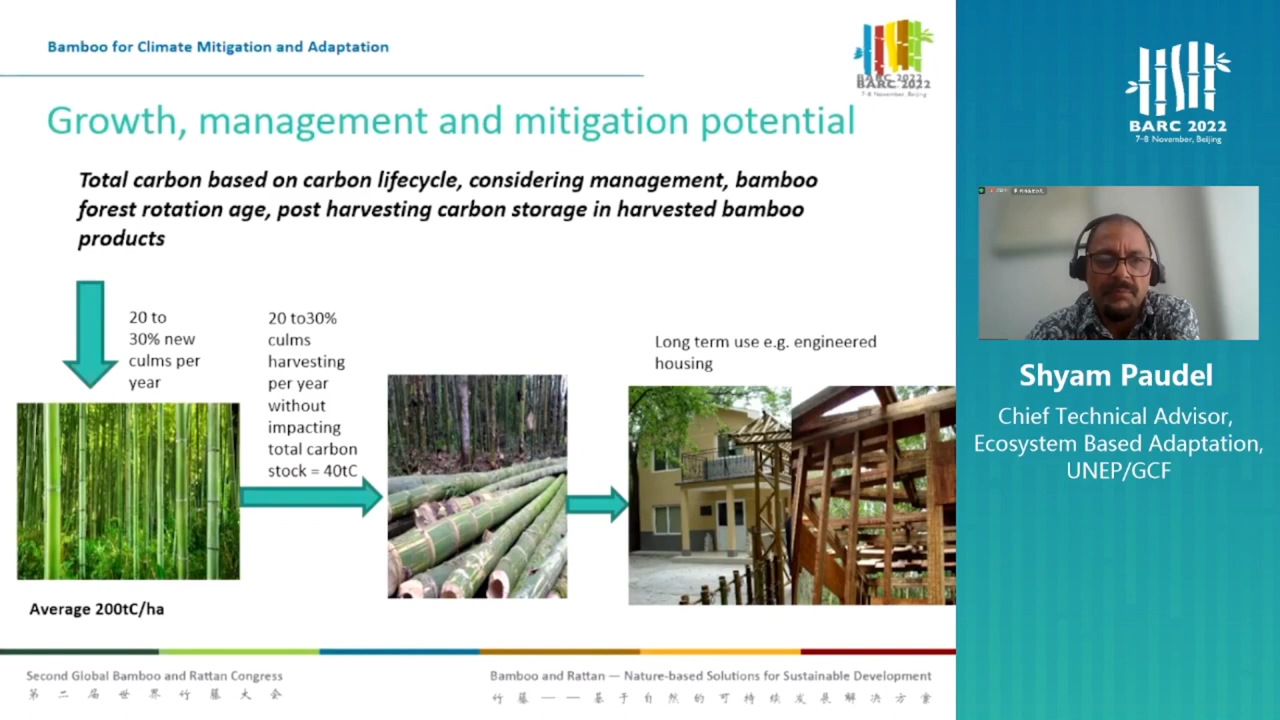 Bamboo for Climate Mitigation and Adaptation
BARC 2022
7-8 November, Beijing
Growth, management and mitigation potential
Total carbon based on carbon lifecycle, considering management, bamboo
forest rotation age, post harvesting carbon storage in harvested bamboo
products
20 to
30% new
culms per
year
20 to30%
culms
harvesting
per year
without
impacting
total carbon
stock = 40tC
Long term use e.g. engineered
housing
Average 200tC/ha
Second Global Bamboo and Rattan Congress
第二届世界竹藤大会
Bamboo and Rattan — Nature-based Solutions for Sustainable Development
竹藤——基于自然的可持续发展解决方案
BARC 2022
7-8 November, Beijing
Shyam Paudel
Chief Technical Advisor,
Ecosystem Based Adaptation,
UNEP/GCF